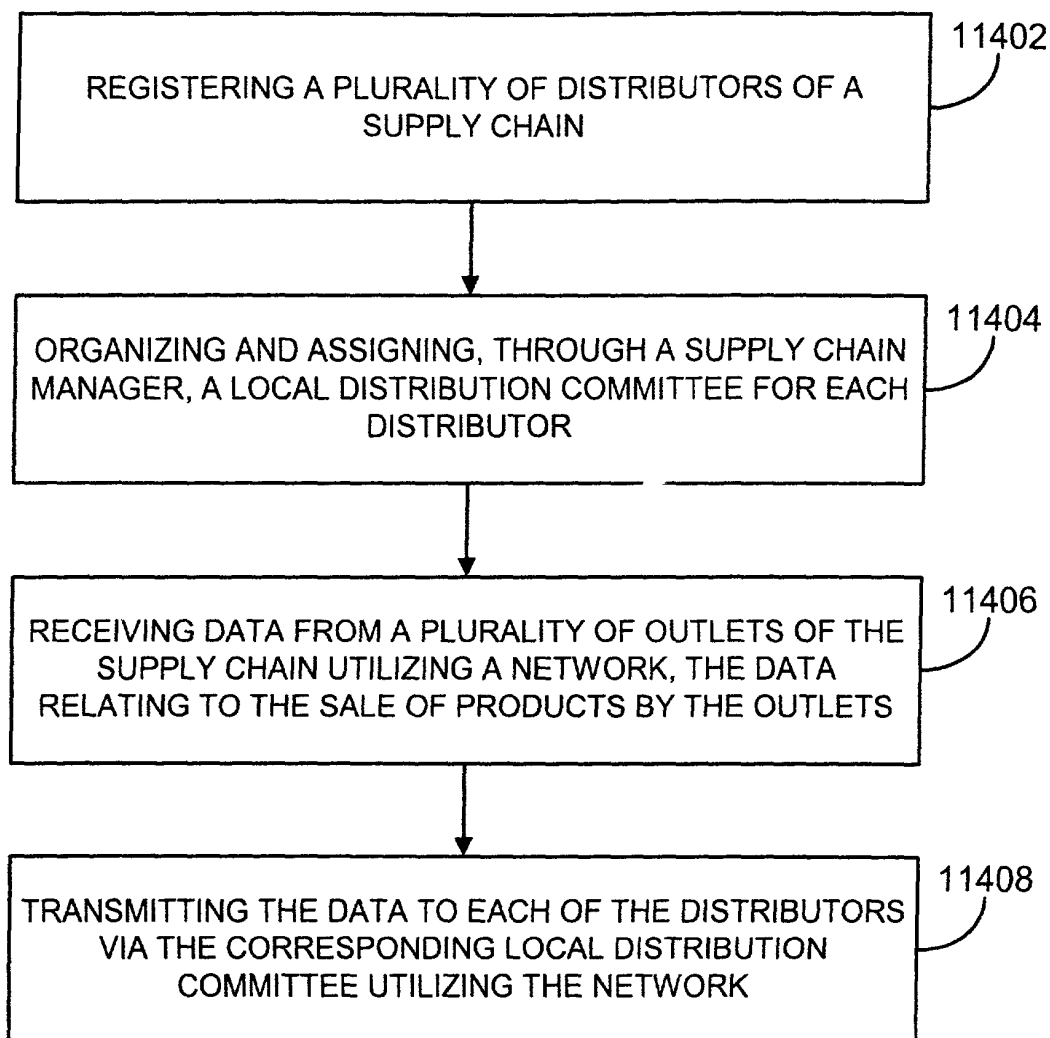 11402
REGISTERING A PLURALITY OF DISTRIBUTORS OF A
SUPPLY CHAIN
11404
ORGANIZING AND ASSIGNING, THROUGH A SUPPLY CHAIN
MANAGER, A LOCAL DISTRIBUTION COMMITTEE FOR EACH
DISTRIBUTOR
11406
RECEIVING DATA FROM A PLURALITY OF OUTLETS OF THE
SUPPLY CHAIN UTILIZING A NETWORK, THE DATA
RELATING TO THE SALE OF PRODUCTS BY THE OUTLETS
11408
TRANSMITTING THE DATA TO EACH OF THE DISTRIBUTORS
VIA THE CORRESPONDING LOCAL DISTRIBUTION
COMMITTEE UTILIZING THE NETWORK